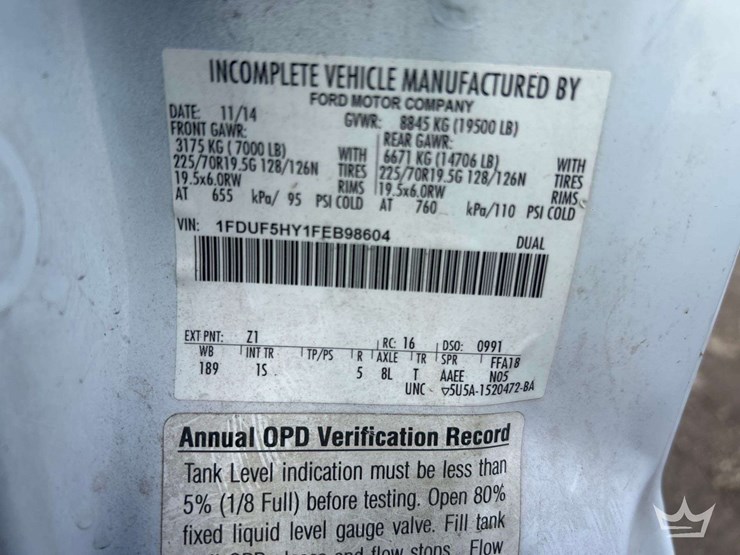 INCOMPLETE VEHICLE MANUFACTURED BY
FORD MOTOR COMPANY
DATE: 11/14 GVWR: 8845 KG (19500 LB)
FRONT GAWR: REAR GAWR:
3175 KG (7000 LB) WITH 6671 KG (14706 LB) WITH
225/70R19.5G 128/126N TIRES 225/70R19.5G 128/126N TIRES
19.5x6.0RW RIMS 19.5x6.0RW RIMS
AT 655 kPa/ 95 PSI COLD AT 760 kPa/110 PSI COLD
VIN: 1FDUF5HY1FEB98604 DUAL
EXT PNT: Z1 RC: 16 DSO: 0991
WB INT TR TP/PS R AXLE TR SPR FFA18
189 1S 5 8L T AAEE N05
UNC ▽5U5A-1520472-BA
Annual OPD Verification Record
Tank Level indication must be less than
5% (1/8 Full) before testing. Open 80%
fixed liquid level gauge valve. Fill tank
and flow stops. Flow